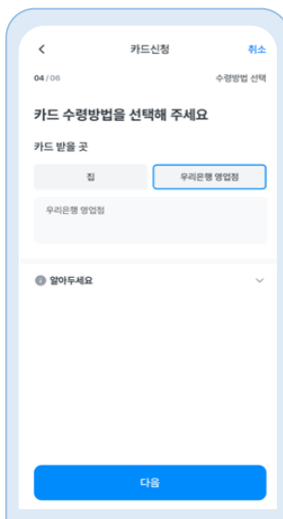 카드신청 취소
04 / 06 수령방법 선택
카드 수령방법을 선택해 주세요
카드 받을 곳
집 우리은행 영업점
우리은행 영업점
알아두세요
다음